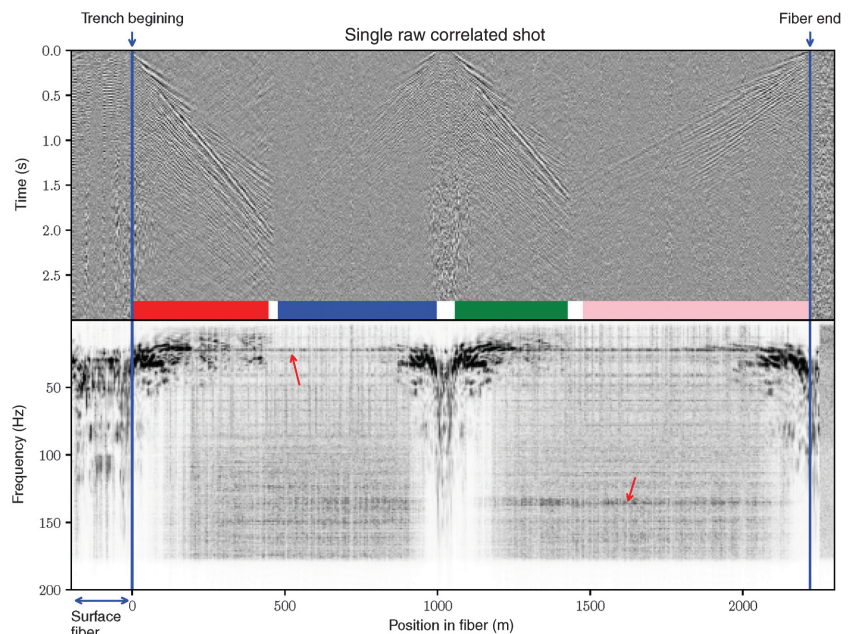 Trench begining
Fiber end
Single raw correlated shot
0.0
0.5
1.0
1.5
2.0
2.5
Time (s)
50
100
150
200
Frequency (Hz)
0
500
1000
1500
2000
Position in fiber (m)
Surface
fiber